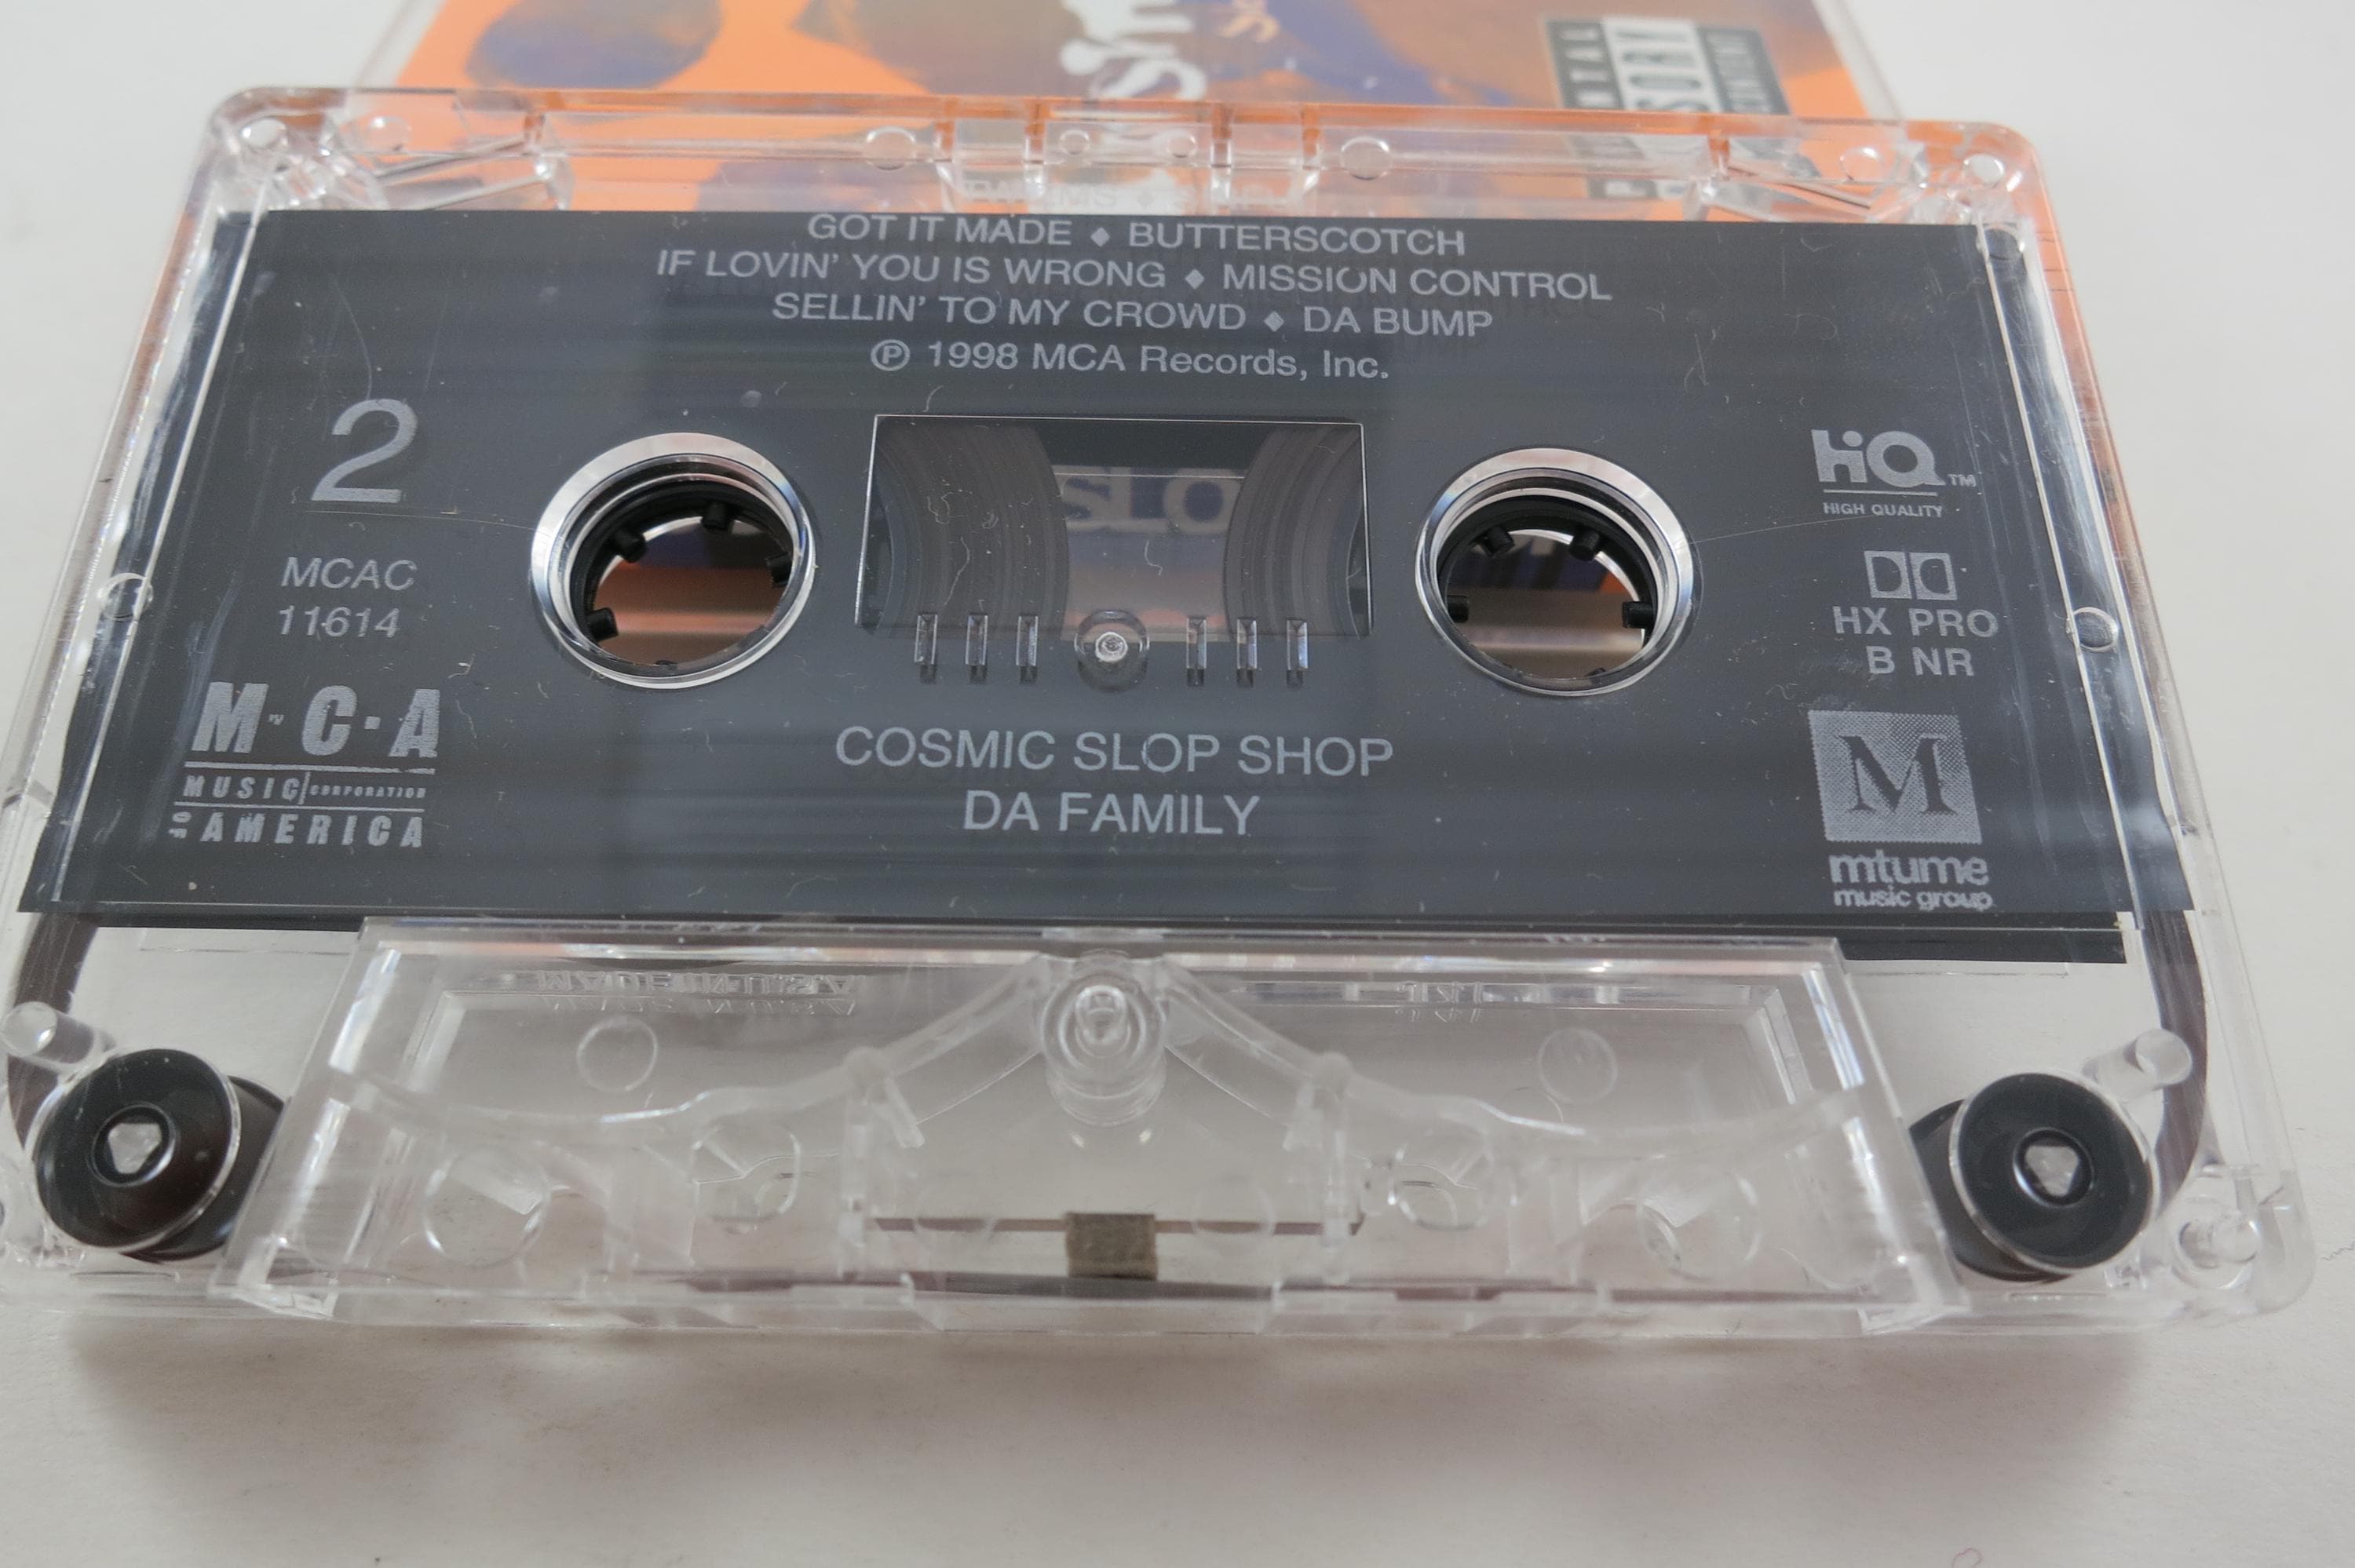 GOT IT MADE ◆ BUTTERSCOTCH
IF LOVIN' YOU IS WRONG ◆ MISSION CONTROL
SELLIN' TO MY CROWD ◆ DA BUMP
℗ 1998 MCA Records, Inc.
2
MCAC
11614
M·C·A
MUSIC CORPORATION
OF AMERICA
SLO
HiQ™
HIGH QUALITY
HX PRO
B NR
COSMIC SLOP SHOP
DA FAMILY
M
mtume
music group